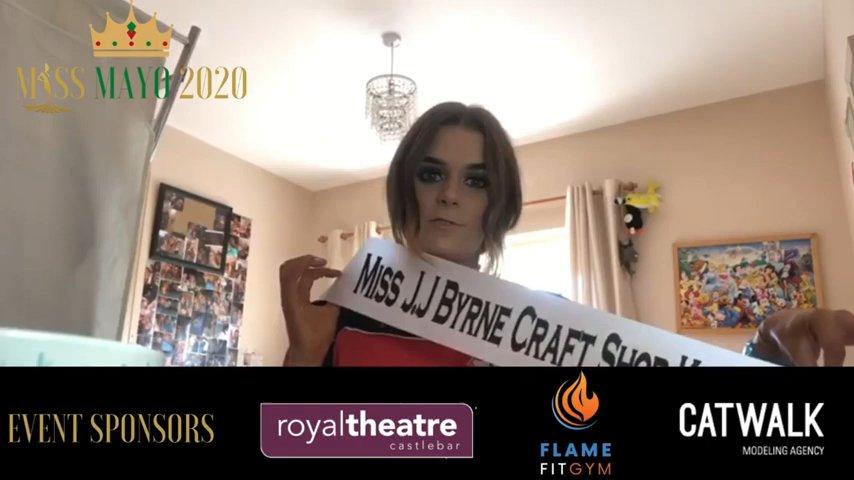 MISS MAYO 2020
MISS J.J BYRNE CRAFT SHOP
EVENT SPONSORS
royaltheatre
castlebar
FLAME
FITGYM
CATWALK
MODELING AGENCY